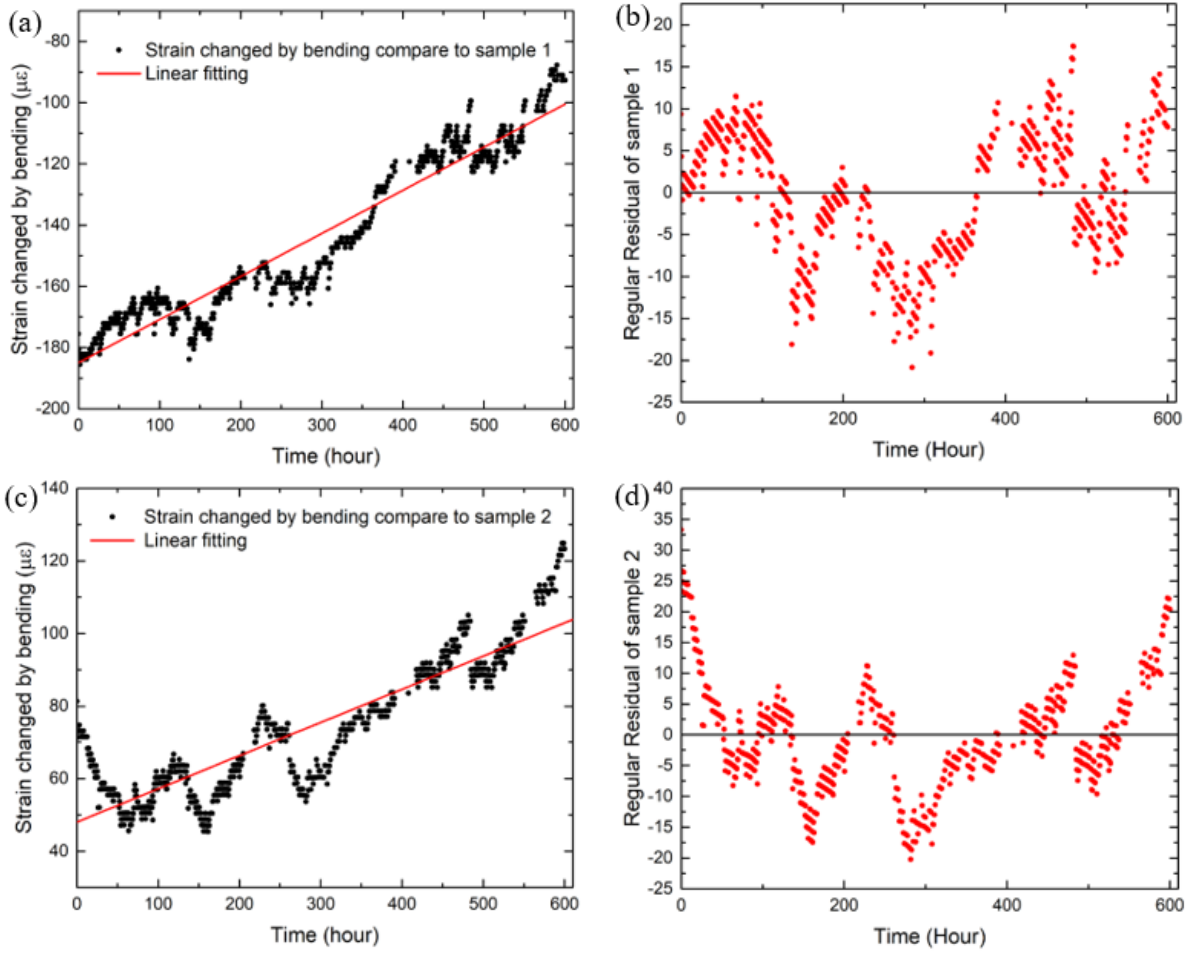 (a)
Strain changed by bending (με)
-80
-100
-120
-140
-160
-180
-200
Strain changed by bending compare to sample 1
Linear fitting
0 100 200 300 400 500 600
Time (hour)
(b)
Regular Residual of sample 1
20
15
10
5
0
-5
-10
-15
-20
-25
0 200 400 600
Time (Hour)
(c)
Strain changed by bending (με)
140
120
100
80
60
40
Strain changed by bending compare to sample 2
Linear fitting
0 100 200 300 400 500 600
Time (hour)
(d)
Regular Residual of sample 2
40
35
30
25
20
15
10
5
0
-5
-10
-15
-20
-25
0 200 400 600
Time (Hour)